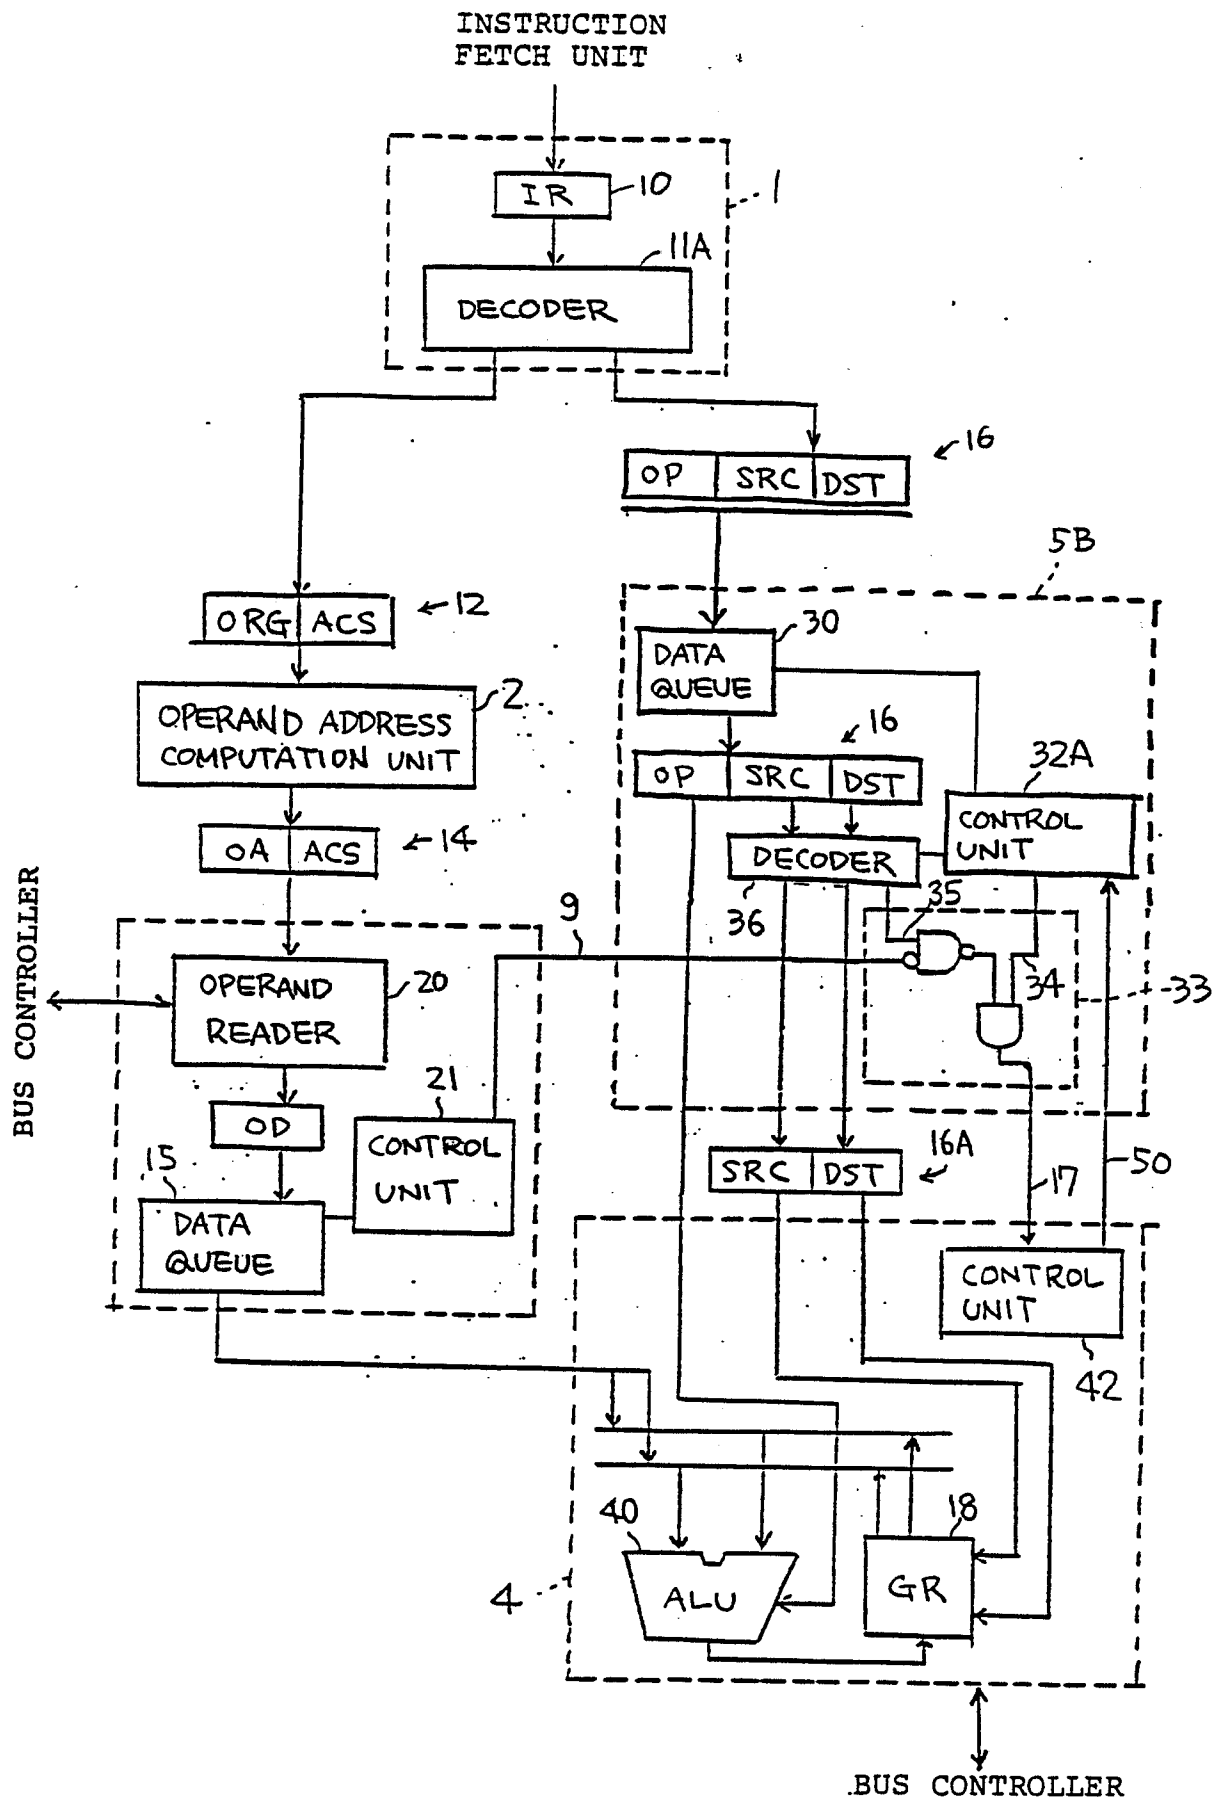 INSTRUCTION
FETCH UNIT
IR
10
1
11A
DECODER
16
OP SRC DST
5B
ORG ACS
12
30
DATA
QUEUE
2
OPERAND ADDRESS
COMPUTATION UNIT
16
OP SRC DST
32A
CONTROL
UNIT
OA ACS
14
DECODER
36
35
9
BUS CONTROLLER
OPERAND
READER
20
34
33
OD
21
CONTROL
UNIT
15
DATA
QUEUE
SRC DST
16A
17
50
CONTROL
UNIT
42
40
18
ALU
GR
4
BUS CONTROLLER